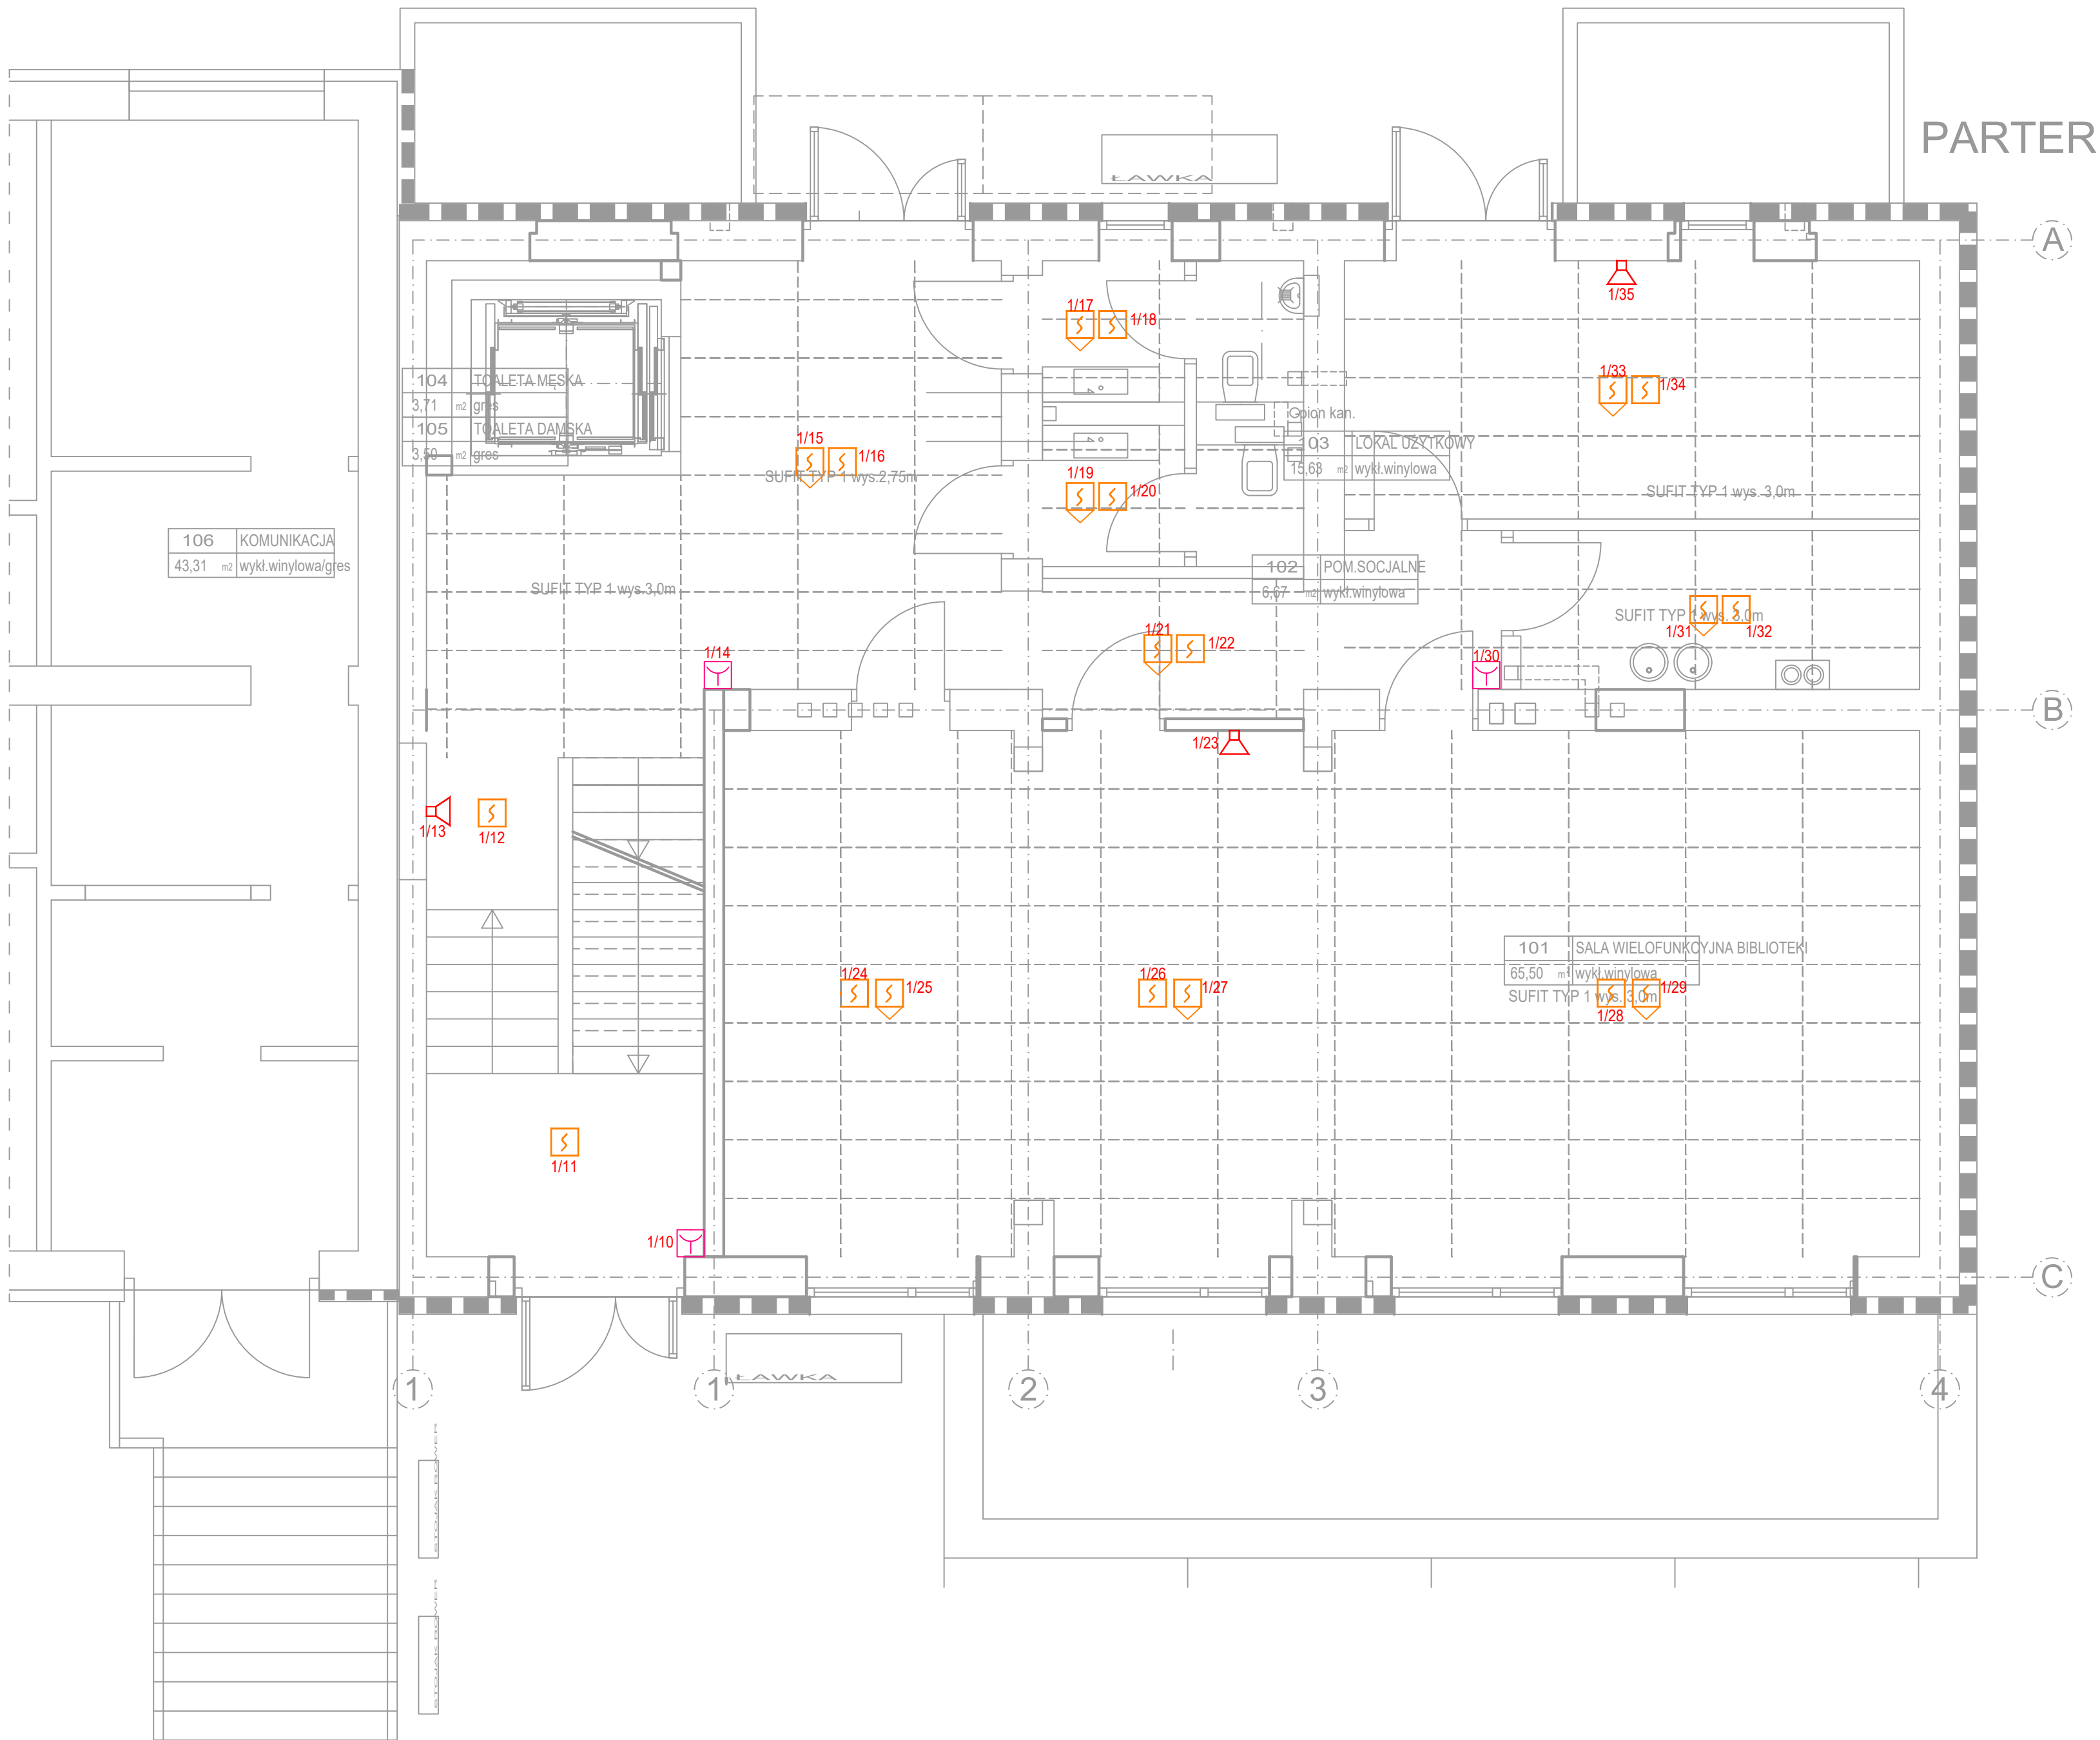 PARTER
ŁAWKA
A
1/35
1/17
1/18
104 TOALETA MĘSKA
3,71 m2 gres
105 TOALETA DAMSKA
3,50 m2 gres
1/33
1/34
Opion kan.
103 LOKAL UŻYTKOWY
15,63 m2 wykł.winylowa
1/15
1/16
SUFIT TYP 1 wys.2,75m
1/19
1/20
SUFIT TYP 1 wys. 3,0m
106 KOMUNIKACJA
43,31 m2 wykł.winylowa/gres
102 POM.SOCJALNE
6,67 m2 wykł.winylowa
SUFIT TYP 1 wys.3,0m
SUFIT TYP 1 wys. 3,0m
1/31
1/32
1/21
1/22
1/14
1/30
B
1/23
1/13
1/12
101 SALA WIELOFUNKCYJNA BIBLIOTEKI
65,50 m² wykł.winylowa
SUFIT TYP 1 wys. 3,0m
1/24
1/25
1/26
1/27
1/28
1/29
1/11
1/10
C
ŁAWKA
1
1
2
3
4